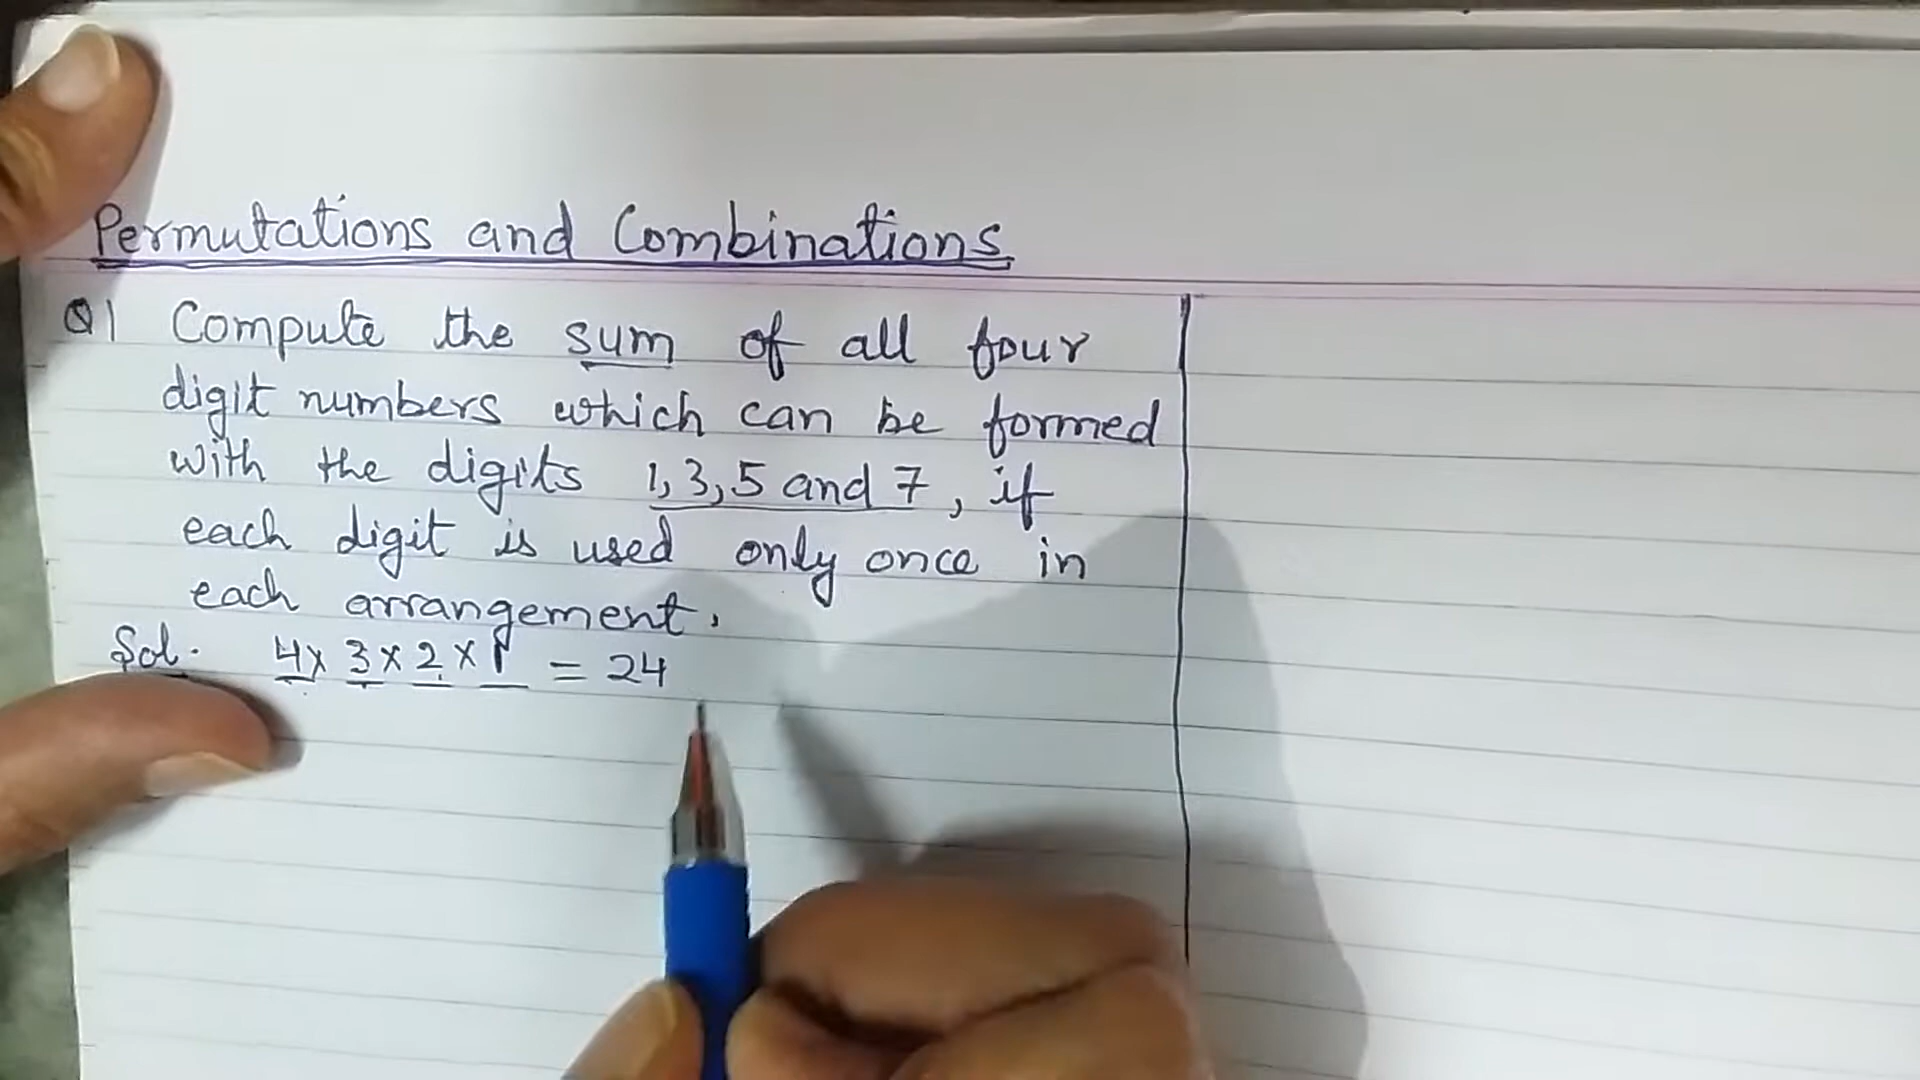 Permutations and Combinations
Q1 Compute the sum of all four
digit numbers which can be formed
with the digits 1,3,5 and 7, if
each digit is used only once in
each arrangement.
Sol. 4 x 3 x 2 x 1 = 24